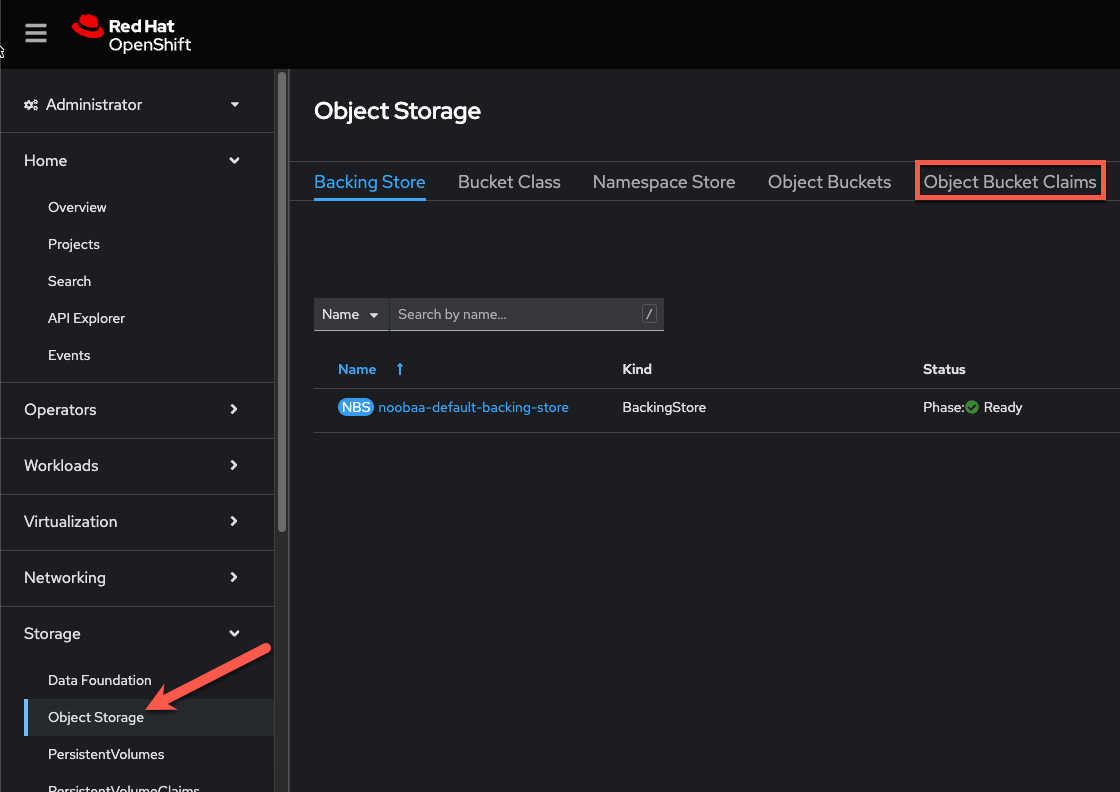 Red Hat
OpenShift
Administrator
Home
Overview
Projects
Search
API Explorer
Events
Operators
Workloads
Virtualization
Networking
Storage
Data Foundation
Object Storage
PersistentVolumes
PersistentVolumeClaims
Object Storage
Backing Store Bucket Class Namespace Store Object Buckets Object Bucket Claims
Name Search by name... /
Name Kind Status
NBS noobaa-default-backing-store BackingStore Phase: Ready